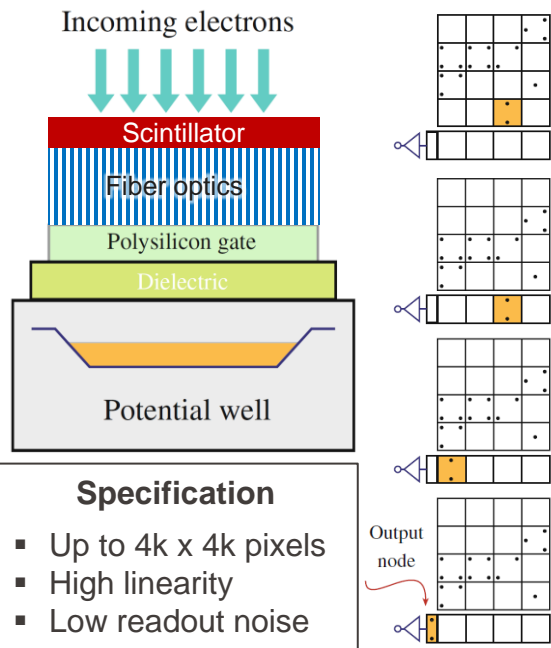 Incoming electrons
Scintillator
Fiber optics
Polysilicon gate
Dielectric
Potential well
Specification
▪ Up to 4k x 4k pixels
▪ High linearity
▪ Low readout noise
Output
node